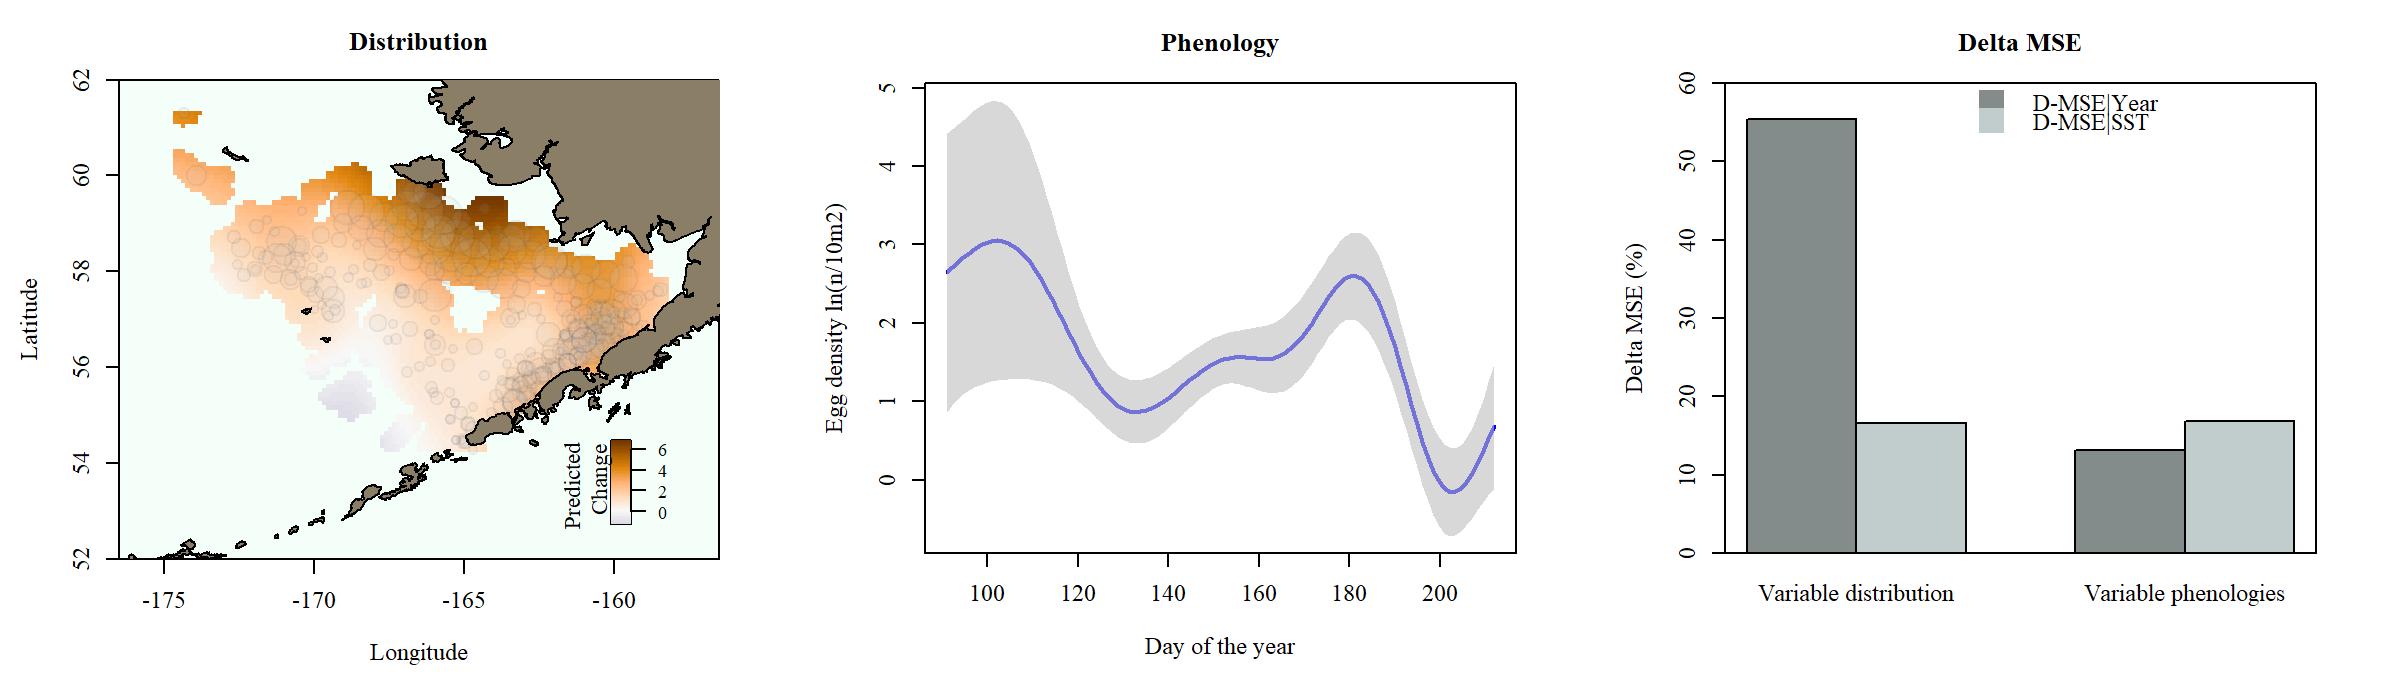 Distribution
62
60
58
56
54
52
Latitude
-175
-170
-165
-160
Longitude
Predicted
Change
6
4
2
0
Phenology
5
4
3
2
1
0
Egg density ln(n/10m2)
100
120
140
160
180
200
Day of the year
Delta MSE
60
50
40
30
20
10
0
Delta MSE (%)
D-MSE|Year
D-MSE|SST
Variable distribution
Variable phenologies